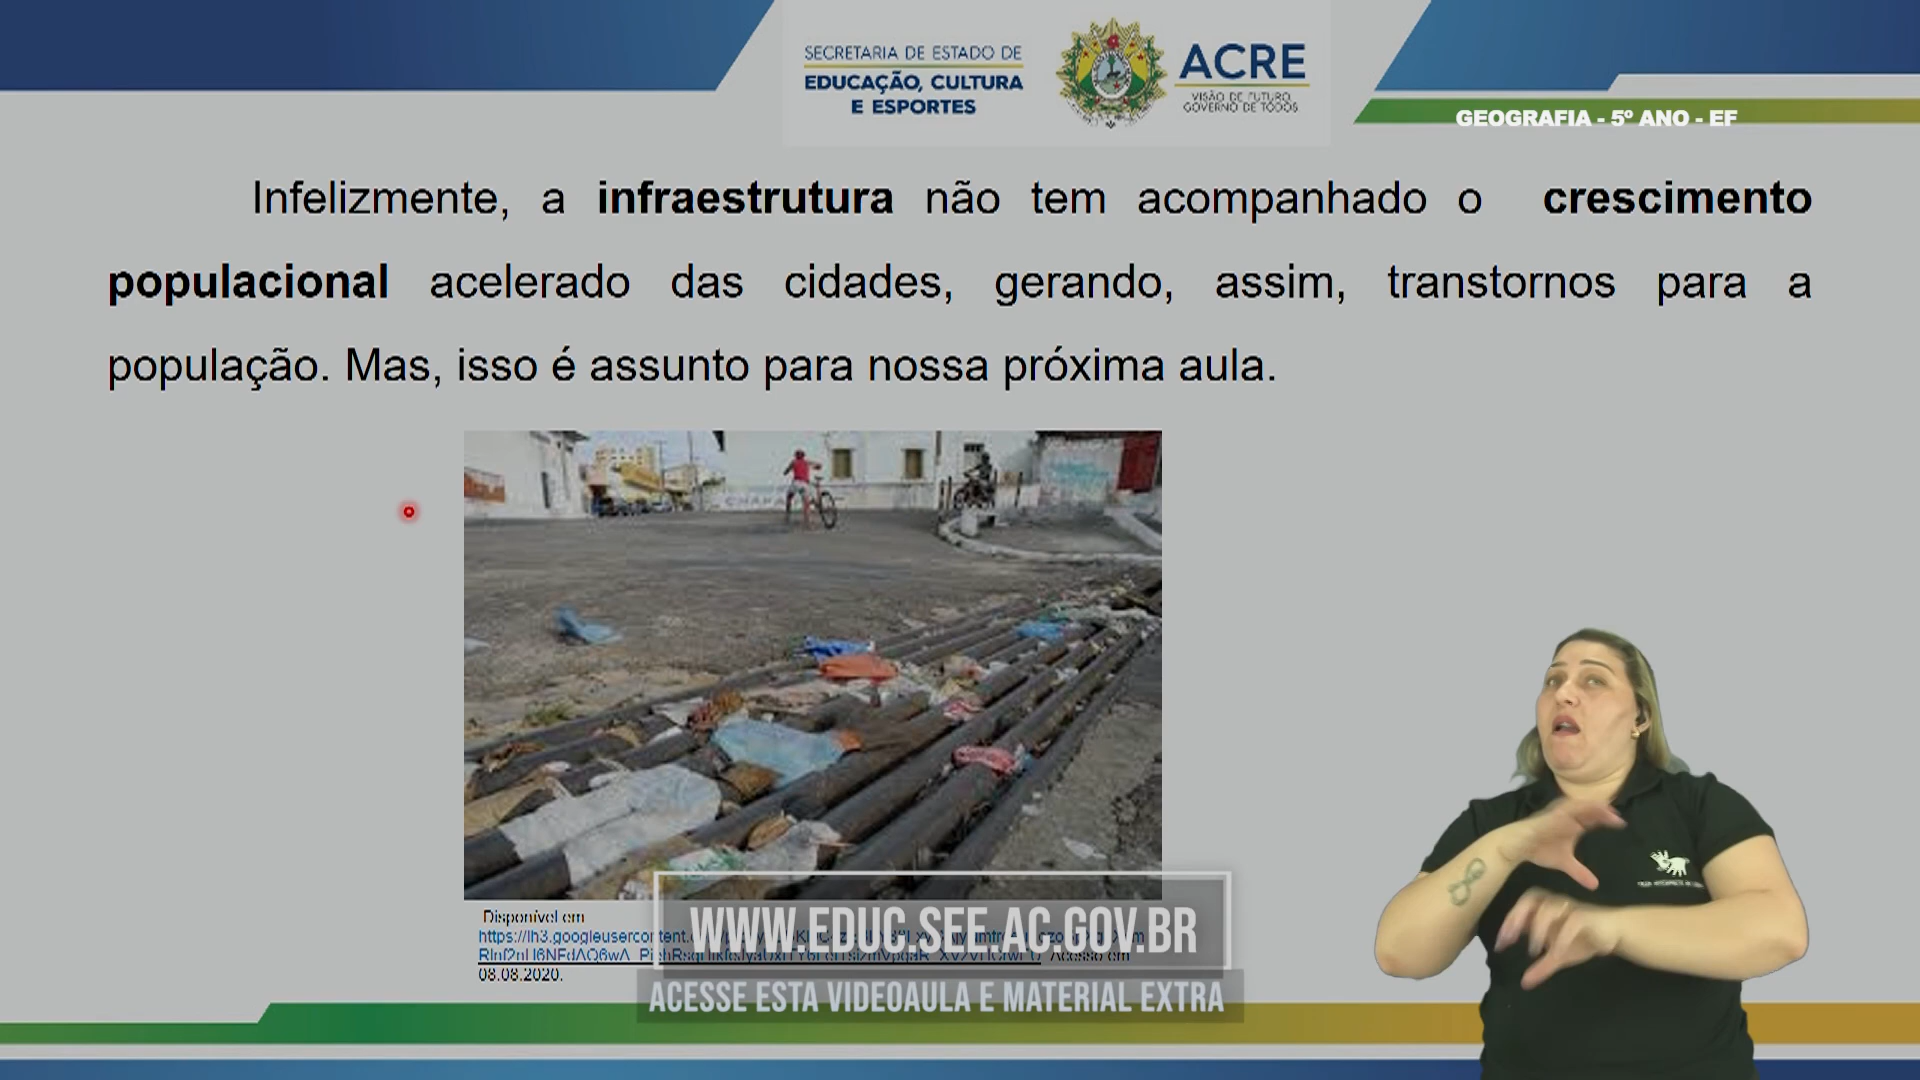 SECRETARIA DE ESTADO DE
EDUCAÇÃO, CULTURA
E ESPORTES
ACRE
VISÃO DE FUTURO,
GOVERNO DE TODOS
GEOGRAFIA - 5º ANO - EF
Infelizmente, a infraestrutura não tem acompanhado o crescimento
populacional acelerado das cidades, gerando, assim, transtornos para a
população. Mas, isso é assunto para nossa próxima aula.
Disponível em
https://lh3.googleusercontent.
WWW.EDUC.SEE.AC.GOV.BR
Acesso em
08.08.2020.
ACESSE ESTA VIDEOAULA E MATERIAL EXTRA